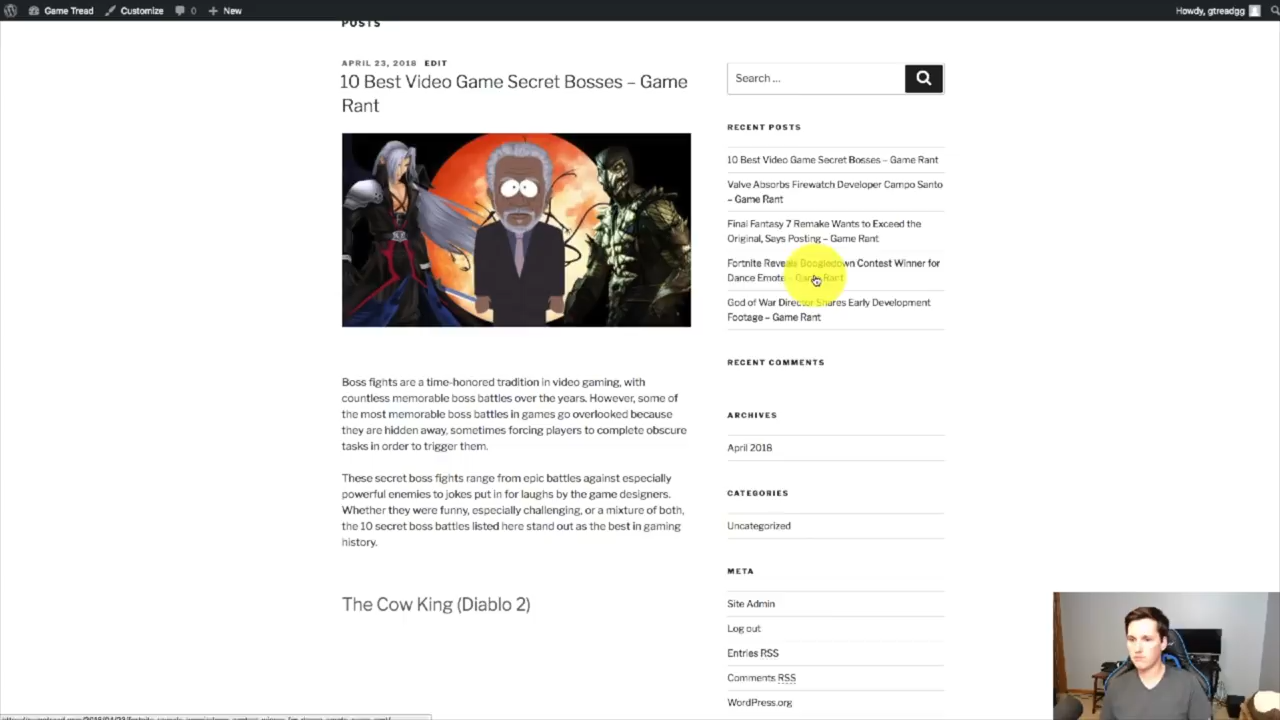 Game Tread Customize 0 New Howdy, gtreadgg
POSTS
APRIL 23, 2018 EDIT
10 Best Video Game Secret Bosses – Game
Rant
Boss fights are a time-honored tradition in video gaming, with
countless memorable boss battles over the years. However, some of
the most memorable boss battles in games go overlooked because
they are hidden away, sometimes forcing players to complete obscure
tasks in order to trigger them.
These secret boss fights range from epic battles against especially
powerful enemies to jokes put in for laughs by the game designers.
Whether they were funny, especially challenging, or a mixture of both,
the 10 secret boss battles listed here stand out as the best in gaming
history.
The Cow King (Diablo 2)
Search ...
RECENT POSTS
10 Best Video Game Secret Bosses – Game Rant
Valve Absorbs Firewatch Developer Campo Santo
– Game Rant
Final Fantasy 7 Remake Wants to Exceed the
Original, Says Posting – Game Rant
Fortnite Reveals Boogiedown Contest Winner for
Dance Emote – Game Rant
God of War Director Shares Early Development
Footage – Game Rant
RECENT COMMENTS
ARCHIVES
April 2018
CATEGORIES
Uncategorized
META
Site Admin
Log out
Entries RSS
Comments RSS
WordPress.org